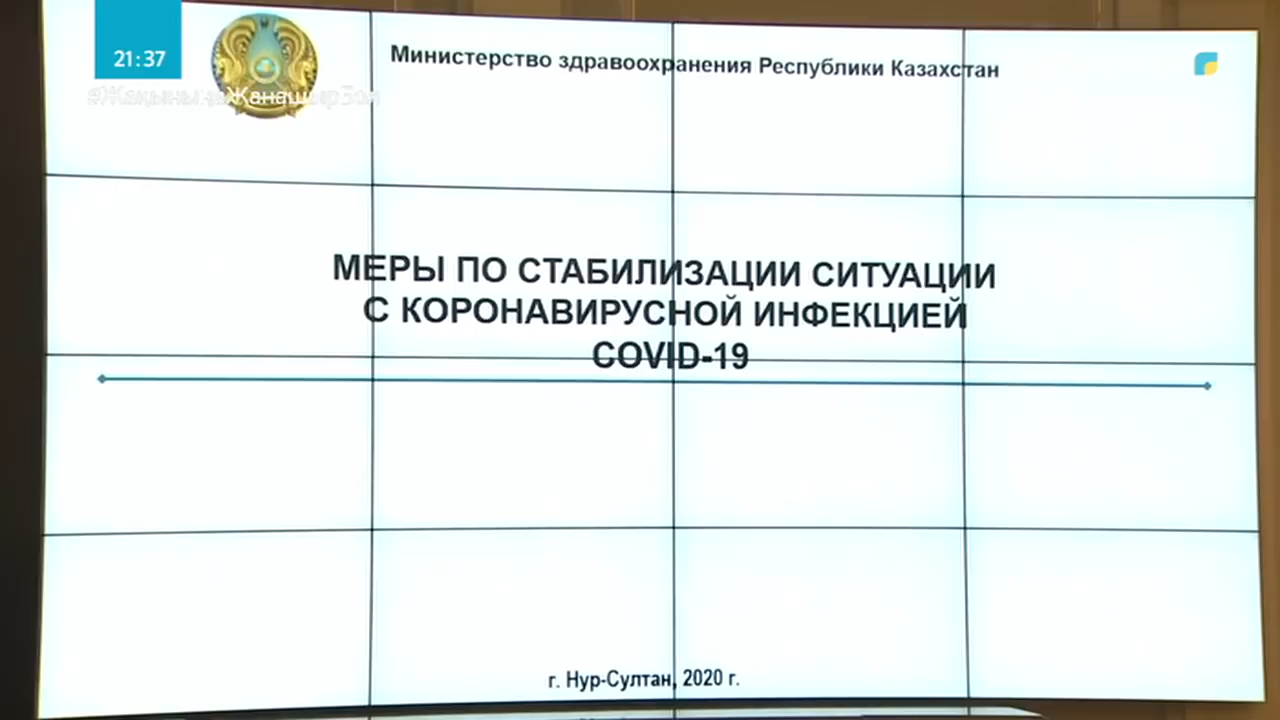 21:37
Министерство здравоохранения Республики Казахстан
МЕРЫ ПО СТАБИЛИЗАЦИИ СИТУАЦИИ
С КОРОНАВИРУСНОЙ ИНФЕКЦИЕЙ
COVID-19
г. Нур-Султан, 2020 г.